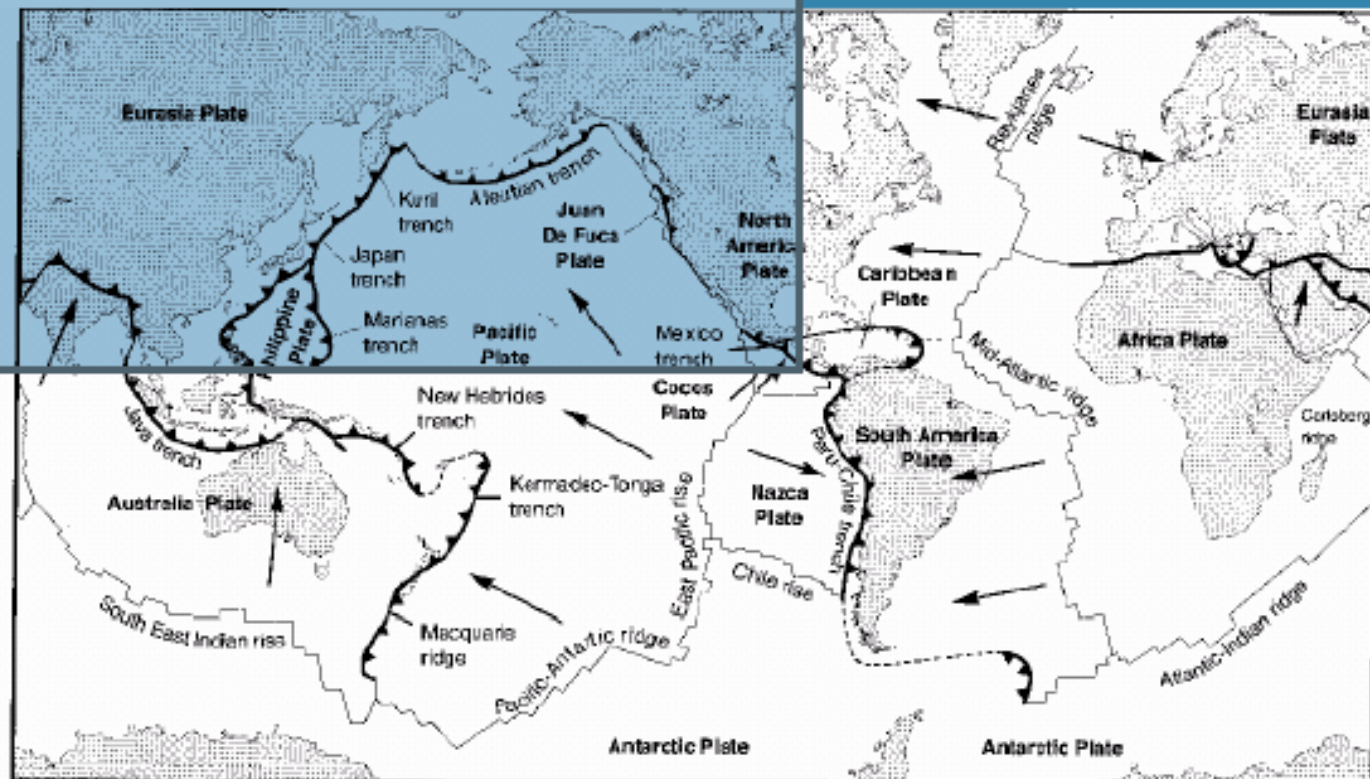 Eurasia Plate
Reykjanes
ridge
Eurasia
Plate
Aleutian trench
Kuril
trench
Juan
De Fuca
Plate
North
America
Plate
Japan
trench
Caribbean
Plate
Philippine
Plate
Marianas
trench
Pacific
Plate
Mexico
trench
Africa Plate
Mid-Atlantic ridge
Cocos
Plate
New Hebrides
trench
Carlsberg
ridge
Java trench
South America
Plate
Peru-Chile trench
Australia Plate
Kermadec-Tonga
trench
Nazca
Plate
East Pacific rise
Chile rise
South East Indian rise
Macquarie
ridge
Pacific-Antartic ridge
Atlantic-Indian ridge
Antarctic Plate
Antarctic Plate